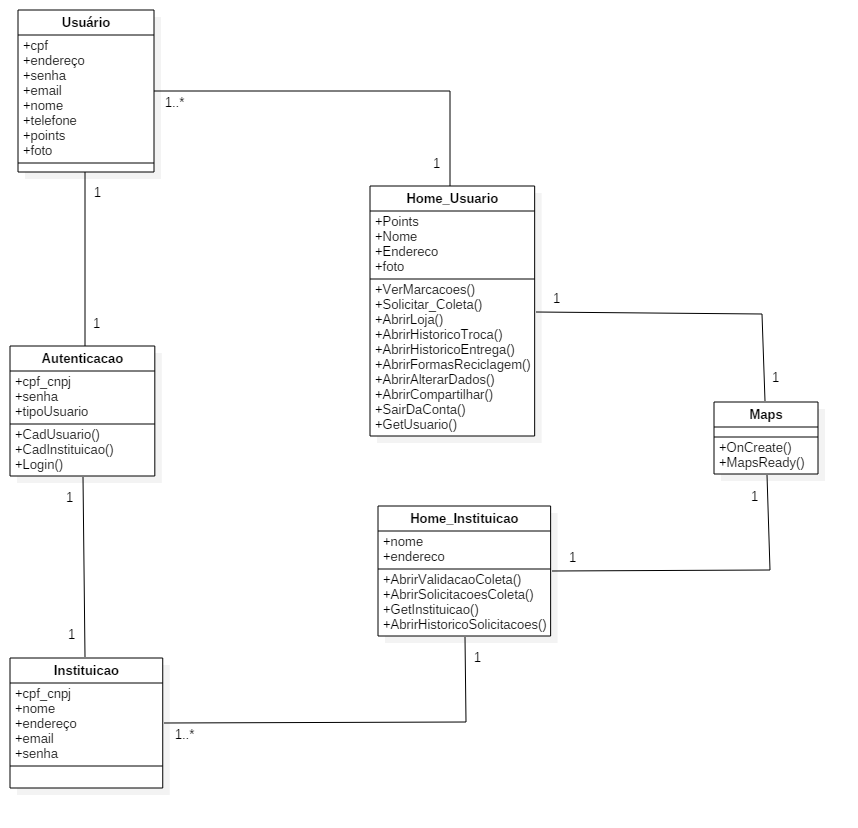 Usuário
+cpf
+endereço
+senha
+email
+nome
+telefone
+points
+foto
1..*
1
1
Home_Usuario
+Points
+Nome
+Endereco
+foto
+VerMarcacoes()
+Solicitar_Coleta()
+AbrirLoja()
+AbrirHistoricoTroca()
+AbrirHistoricoEntrega()
+AbrirFormasReciclagem()
+AbrirAlterarDados()
+AbrirCompartilhar()
+SairDaConta()
+GetUsuario()
1
1
1
Autenticacao
+cpf_cnpj
+senha
+tipoUsuario
+CadUsuario()
+CadInstituicao()
+Login()
1
Maps
+OnCreate()
+MapsReady()
1
Home_Instituicao
+nome
+endereco
+AbrirValidacaoColeta()
+AbrirSolicitacoesColeta()
+GetInstituicao()
+AbrirHistoricoSolicitacoes()
1
1
1
Instituicao
+cpf_cnpj
+nome
+endereço
+email
+senha
1..*